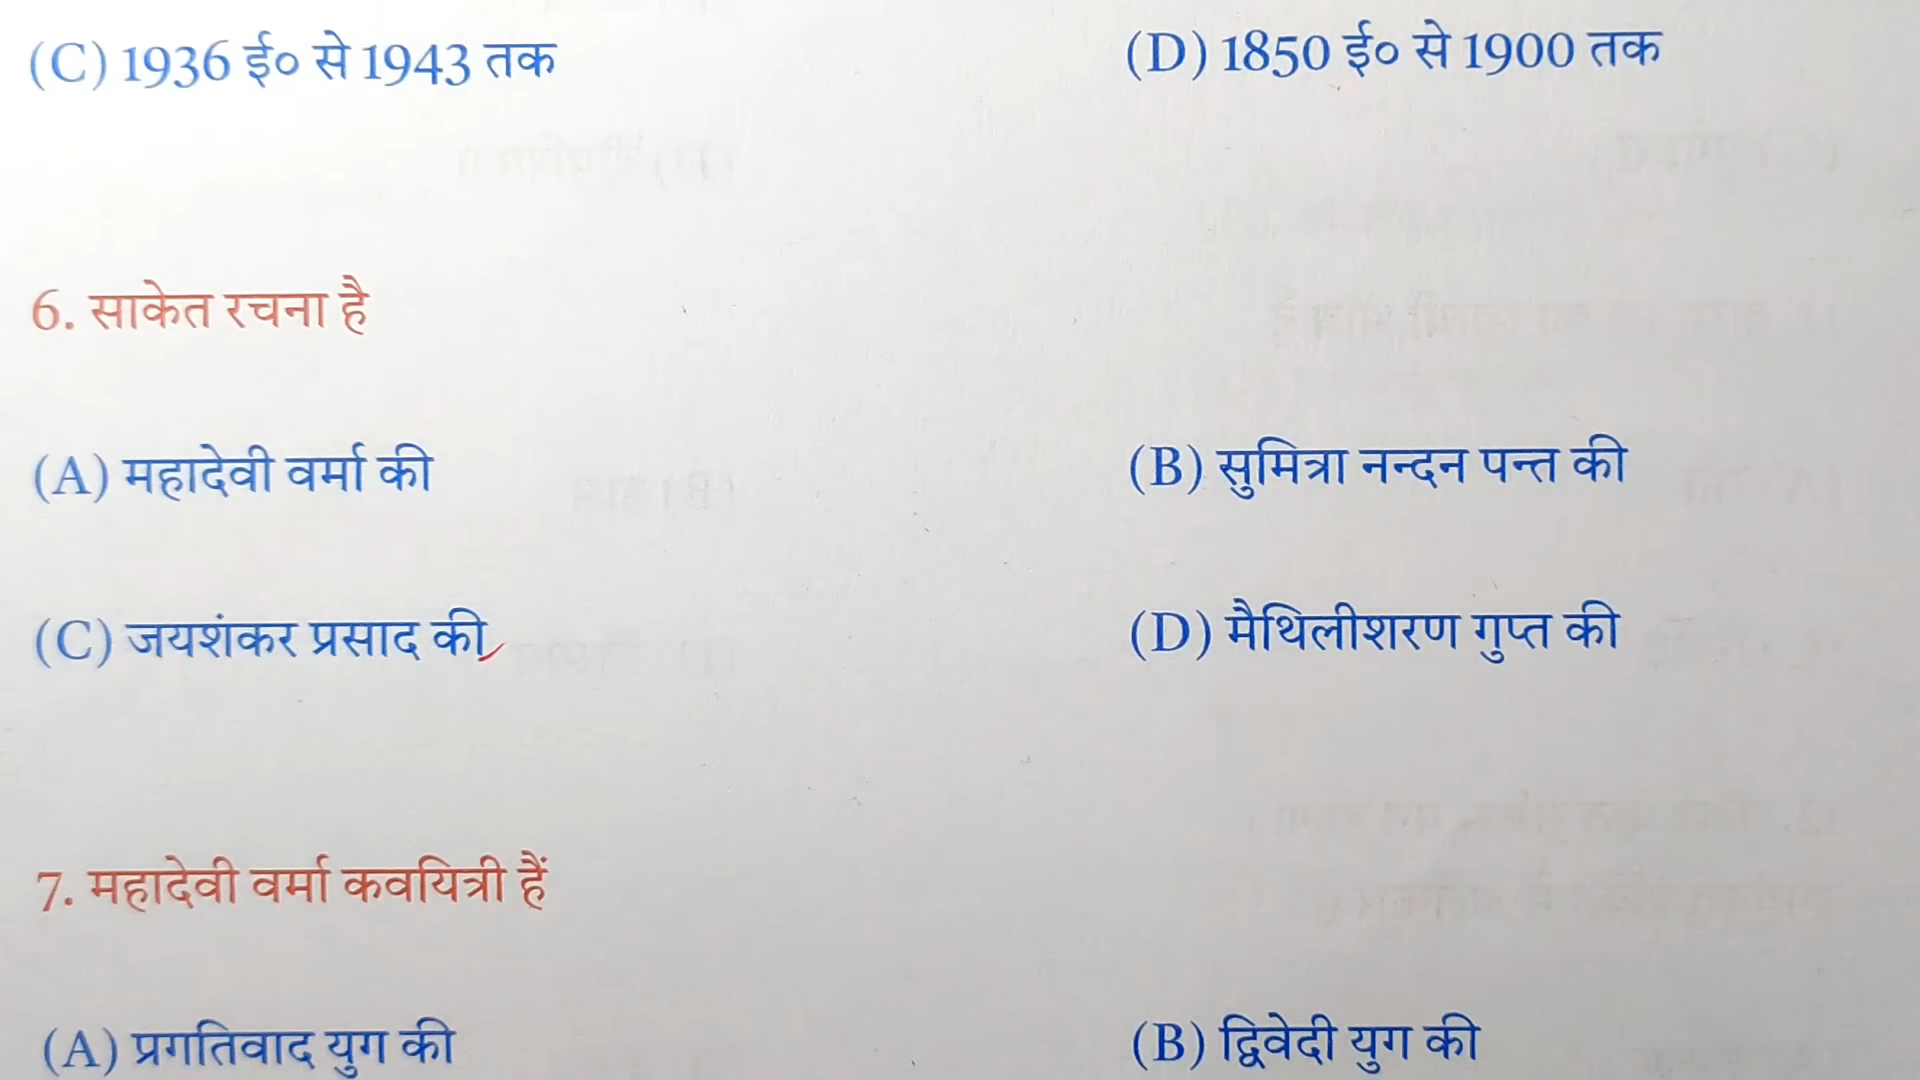 (C) 1936 ई० से 1943 तक (D) 1850 ई० से 1900 तक
6. साकेत रचना है
(A) महादेवी वर्मा की (B) सुमित्रा नन्दन पन्त की
(C) जयशंकर प्रसाद की (D) मैथिलीशरण गुप्त की
7. महादेवी वर्मा कवयित्री हैं
(A) प्रगतिवाद युग की (B) द्विवेदी युग की